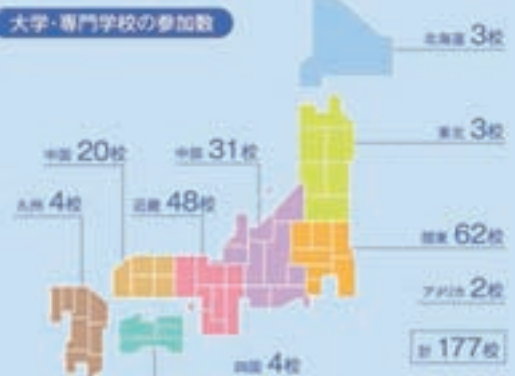 大学・専門学校の参加数
北海道 3校
東北 3校
中国 20校
中部 31校
九州 4校
近畿 48校
関東 62校
アメリカ 2校
四国 4校
計 177校